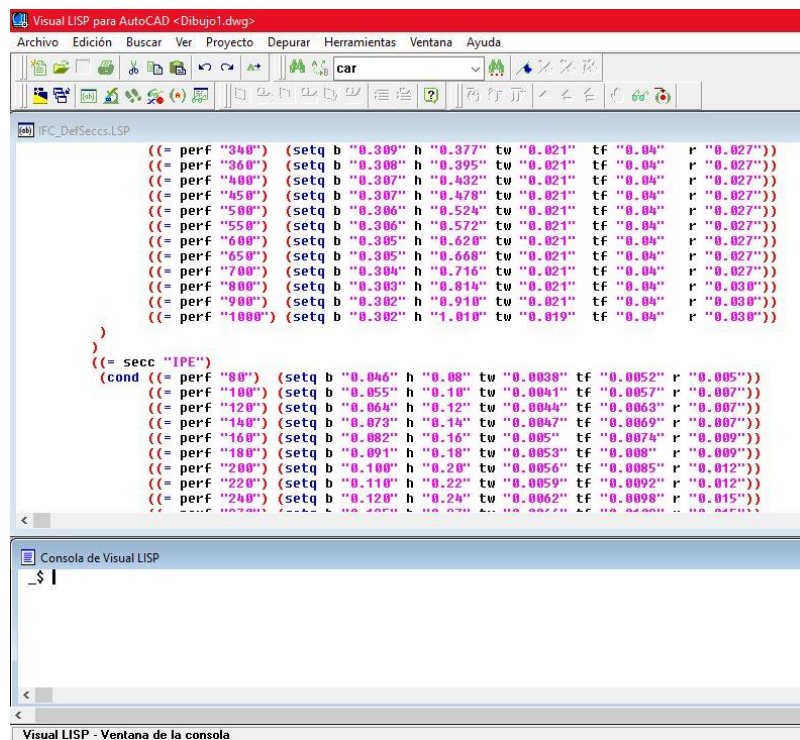 Visual LISP para AutoCAD <Dibujo1.dwg>
Archivo Edición Buscar Ver Proyecto Depurar Herramientas Ventana Ayuda
car
IFC_DefSeccs.LSP
((= perf "340") (setq b "0.309" h "0.377" tw "0.021" tf "0.04" r "0.027"))
((= perf "360") (setq b "0.308" h "0.395" tw "0.021" tf "0.04" r "0.027"))
((= perf "400") (setq b "0.307" h "0.432" tw "0.021" tf "0.04" r "0.027"))
((= perf "450") (setq b "0.307" h "0.478" tw "0.021" tf "0.04" r "0.027"))
((= perf "500") (setq b "0.306" h "0.524" tw "0.021" tf "0.04" r "0.027"))
((= perf "550") (setq b "0.306" h "0.572" tw "0.021" tf "0.04" r "0.027"))
((= perf "600") (setq b "0.305" h "0.620" tw "0.021" tf "0.04" r "0.027"))
((= perf "650") (setq b "0.305" h "0.668" tw "0.021" tf "0.04" r "0.027"))
((= perf "700") (setq b "0.304" h "0.716" tw "0.021" tf "0.04" r "0.027"))
((= perf "800") (setq b "0.303" h "0.814" tw "0.021" tf "0.04" r "0.030"))
((= perf "900") (setq b "0.302" h "0.910" tw "0.021" tf "0.04" r "0.030"))
((= perf "1000") (setq b "0.302" h "1.010" tw "0.019" tf "0.04" r "0.030"))
)
)
((= secc "IPE")
(cond ((= perf "80") (setq b "0.046" h "0.08" tw "0.0038" tf "0.0052" r "0.005"))
((= perf "100") (setq b "0.055" h "0.10" tw "0.0041" tf "0.0057" r "0.007"))
((= perf "120") (setq b "0.064" h "0.12" tw "0.0044" tf "0.0063" r "0.007"))
((= perf "140") (setq b "0.073" h "0.14" tw "0.0047" tf "0.0069" r "0.007"))
((= perf "160") (setq b "0.082" h "0.16" tw "0.005" tf "0.0074" r "0.009"))
((= perf "180") (setq b "0.091" h "0.18" tw "0.0053" tf "0.008" r "0.009"))
((= perf "200") (setq b "0.100" h "0.20" tw "0.0056" tf "0.0085" r "0.012"))
((= perf "220") (setq b "0.110" h "0.22" tw "0.0059" tf "0.0092" r "0.012"))
((= perf "240") (setq b "0.120" h "0.24" tw "0.0062" tf "0.0098" r "0.015"))
Consola de Visual LISP
_$
Visual LISP - Ventana de la consola